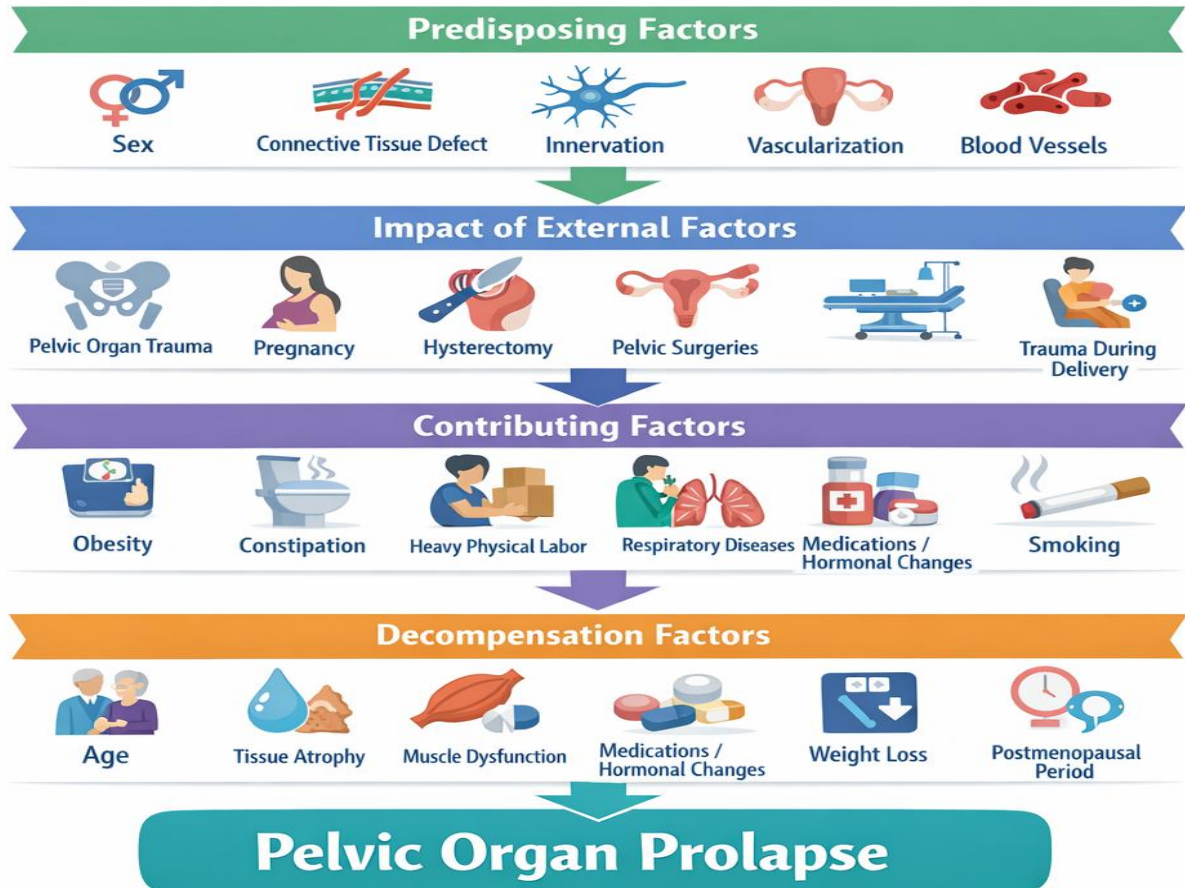 Predisposing Factors
Sex
Connective Tissue Defect
Innervation
Vascularization
Blood Vessels
Impact of External Factors
Pelvic Organ Trauma
Pregnancy
Hysterectomy
Pelvic Surgeries
Trauma During
Delivery
Contributing Factors
Obesity
Constipation
Heavy Physical Labor
Respiratory Diseases
Medications /
Hormonal Changes
Smoking
Decompensation Factors
Age
Tissue Atrophy
Muscle Dysfunction
Medications /
Hormonal Changes
Weight Loss
Postmenopausal
Period
Pelvic Organ Prolapse